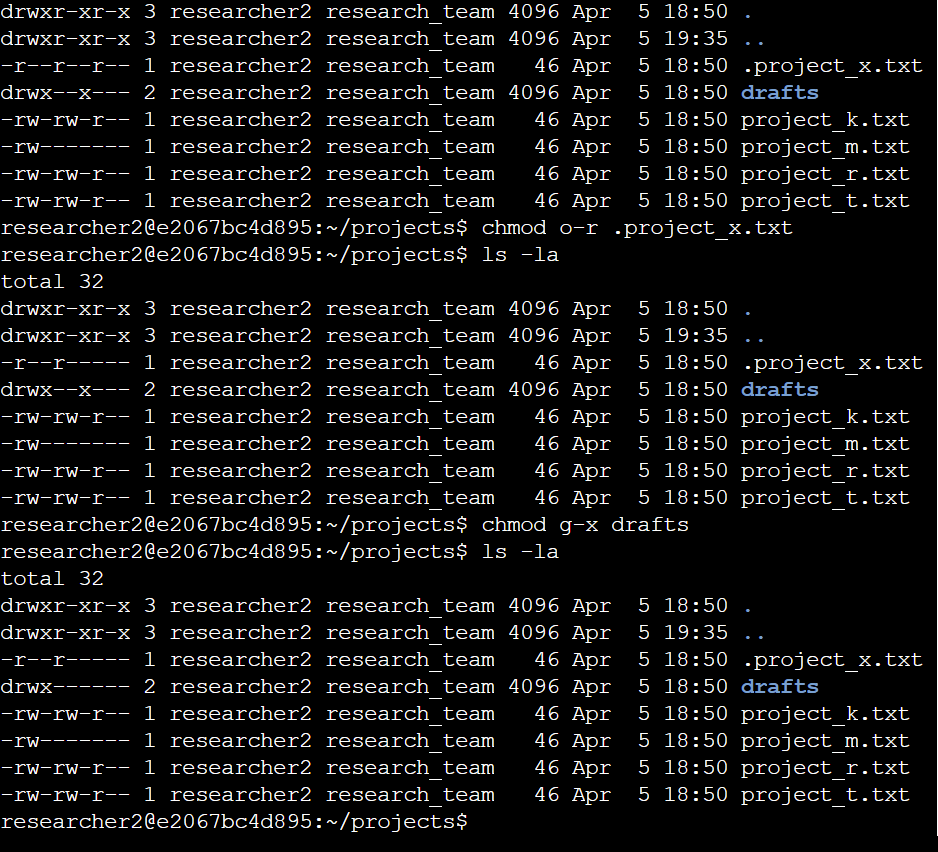 drwxr-xr-x 3 researcher2 research_team 4096 Apr  5 18:50 .
drwxr-xr-x 3 researcher2 research_team 4096 Apr  5 19:35 ..
-r--r--r-- 1 researcher2 research_team   46 Apr  5 18:50 .project_x.txt
drwx--x--- 2 researcher2 research_team 4096 Apr  5 18:50 drafts
-rw-rw-r-- 1 researcher2 research_team   46 Apr  5 18:50 project_k.txt
-rw------- 1 researcher2 research_team   46 Apr  5 18:50 project_m.txt
-rw-rw-r-- 1 researcher2 research_team   46 Apr  5 18:50 project_r.txt
-rw-rw-r-- 1 researcher2 research_team   46 Apr  5 18:50 project_t.txt
researcher2@e2067bc4d895:~/projects$ chmod o-r .project_x.txt
researcher2@e2067bc4d895:~/projects$ ls -la
total 32
drwxr-xr-x 3 researcher2 research_team 4096 Apr  5 18:50 .
drwxr-xr-x 3 researcher2 research_team 4096 Apr  5 19:35 ..
-r--r----- 1 researcher2 research_team   46 Apr  5 18:50 .project_x.txt
drwx--x--- 2 researcher2 research_team 4096 Apr  5 18:50 drafts
-rw-rw-r-- 1 researcher2 research_team   46 Apr  5 18:50 project_k.txt
-rw------- 1 researcher2 research_team   46 Apr  5 18:50 project_m.txt
-rw-rw-r-- 1 researcher2 research_team   46 Apr  5 18:50 project_r.txt
-rw-rw-r-- 1 researcher2 research_team   46 Apr  5 18:50 project_t.txt
researcher2@e2067bc4d895:~/projects$ chmod g-x drafts
researcher2@e2067bc4d895:~/projects$ ls -la
total 32
drwxr-xr-x 3 researcher2 research_team 4096 Apr  5 18:50 .
drwxr-xr-x 3 researcher2 research_team 4096 Apr  5 19:35 ..
-r--r----- 1 researcher2 research_team   46 Apr  5 18:50 .project_x.txt
drwx------ 2 researcher2 research_team 4096 Apr  5 18:50 drafts
-rw-rw-r-- 1 researcher2 research_team   46 Apr  5 18:50 project_k.txt
-rw------- 1 researcher2 research_team   46 Apr  5 18:50 project_m.txt
-rw-rw-r-- 1 researcher2 research_team   46 Apr  5 18:50 project_r.txt
-rw-rw-r-- 1 researcher2 research_team   46 Apr  5 18:50 project_t.txt
researcher2@e2067bc4d895:~/projects$